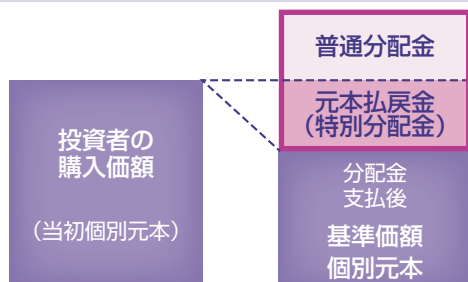 投資者の
購入価額
（当初個別元本）
普通分配金
元本払戻金
（特別分配金）
分配金
支払後
基準価額
個別元本